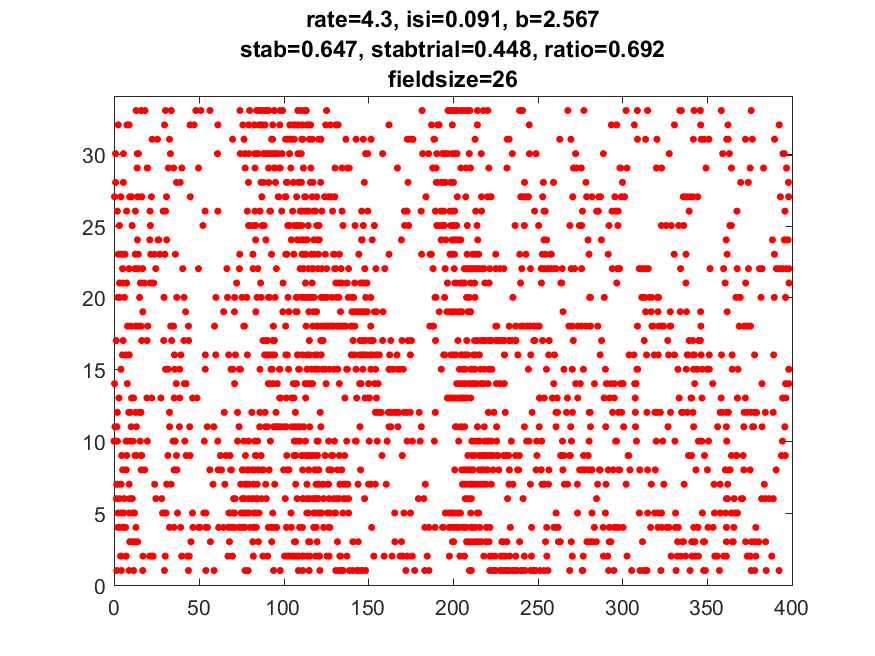 rate=4.3, isi=0.091, b=2.567
stab=0.647, stabtrial=0.448, ratio=0.692
fieldsize=26
30
25
20
15
10
5
0
0 50 100 150 200 250 300 350 400